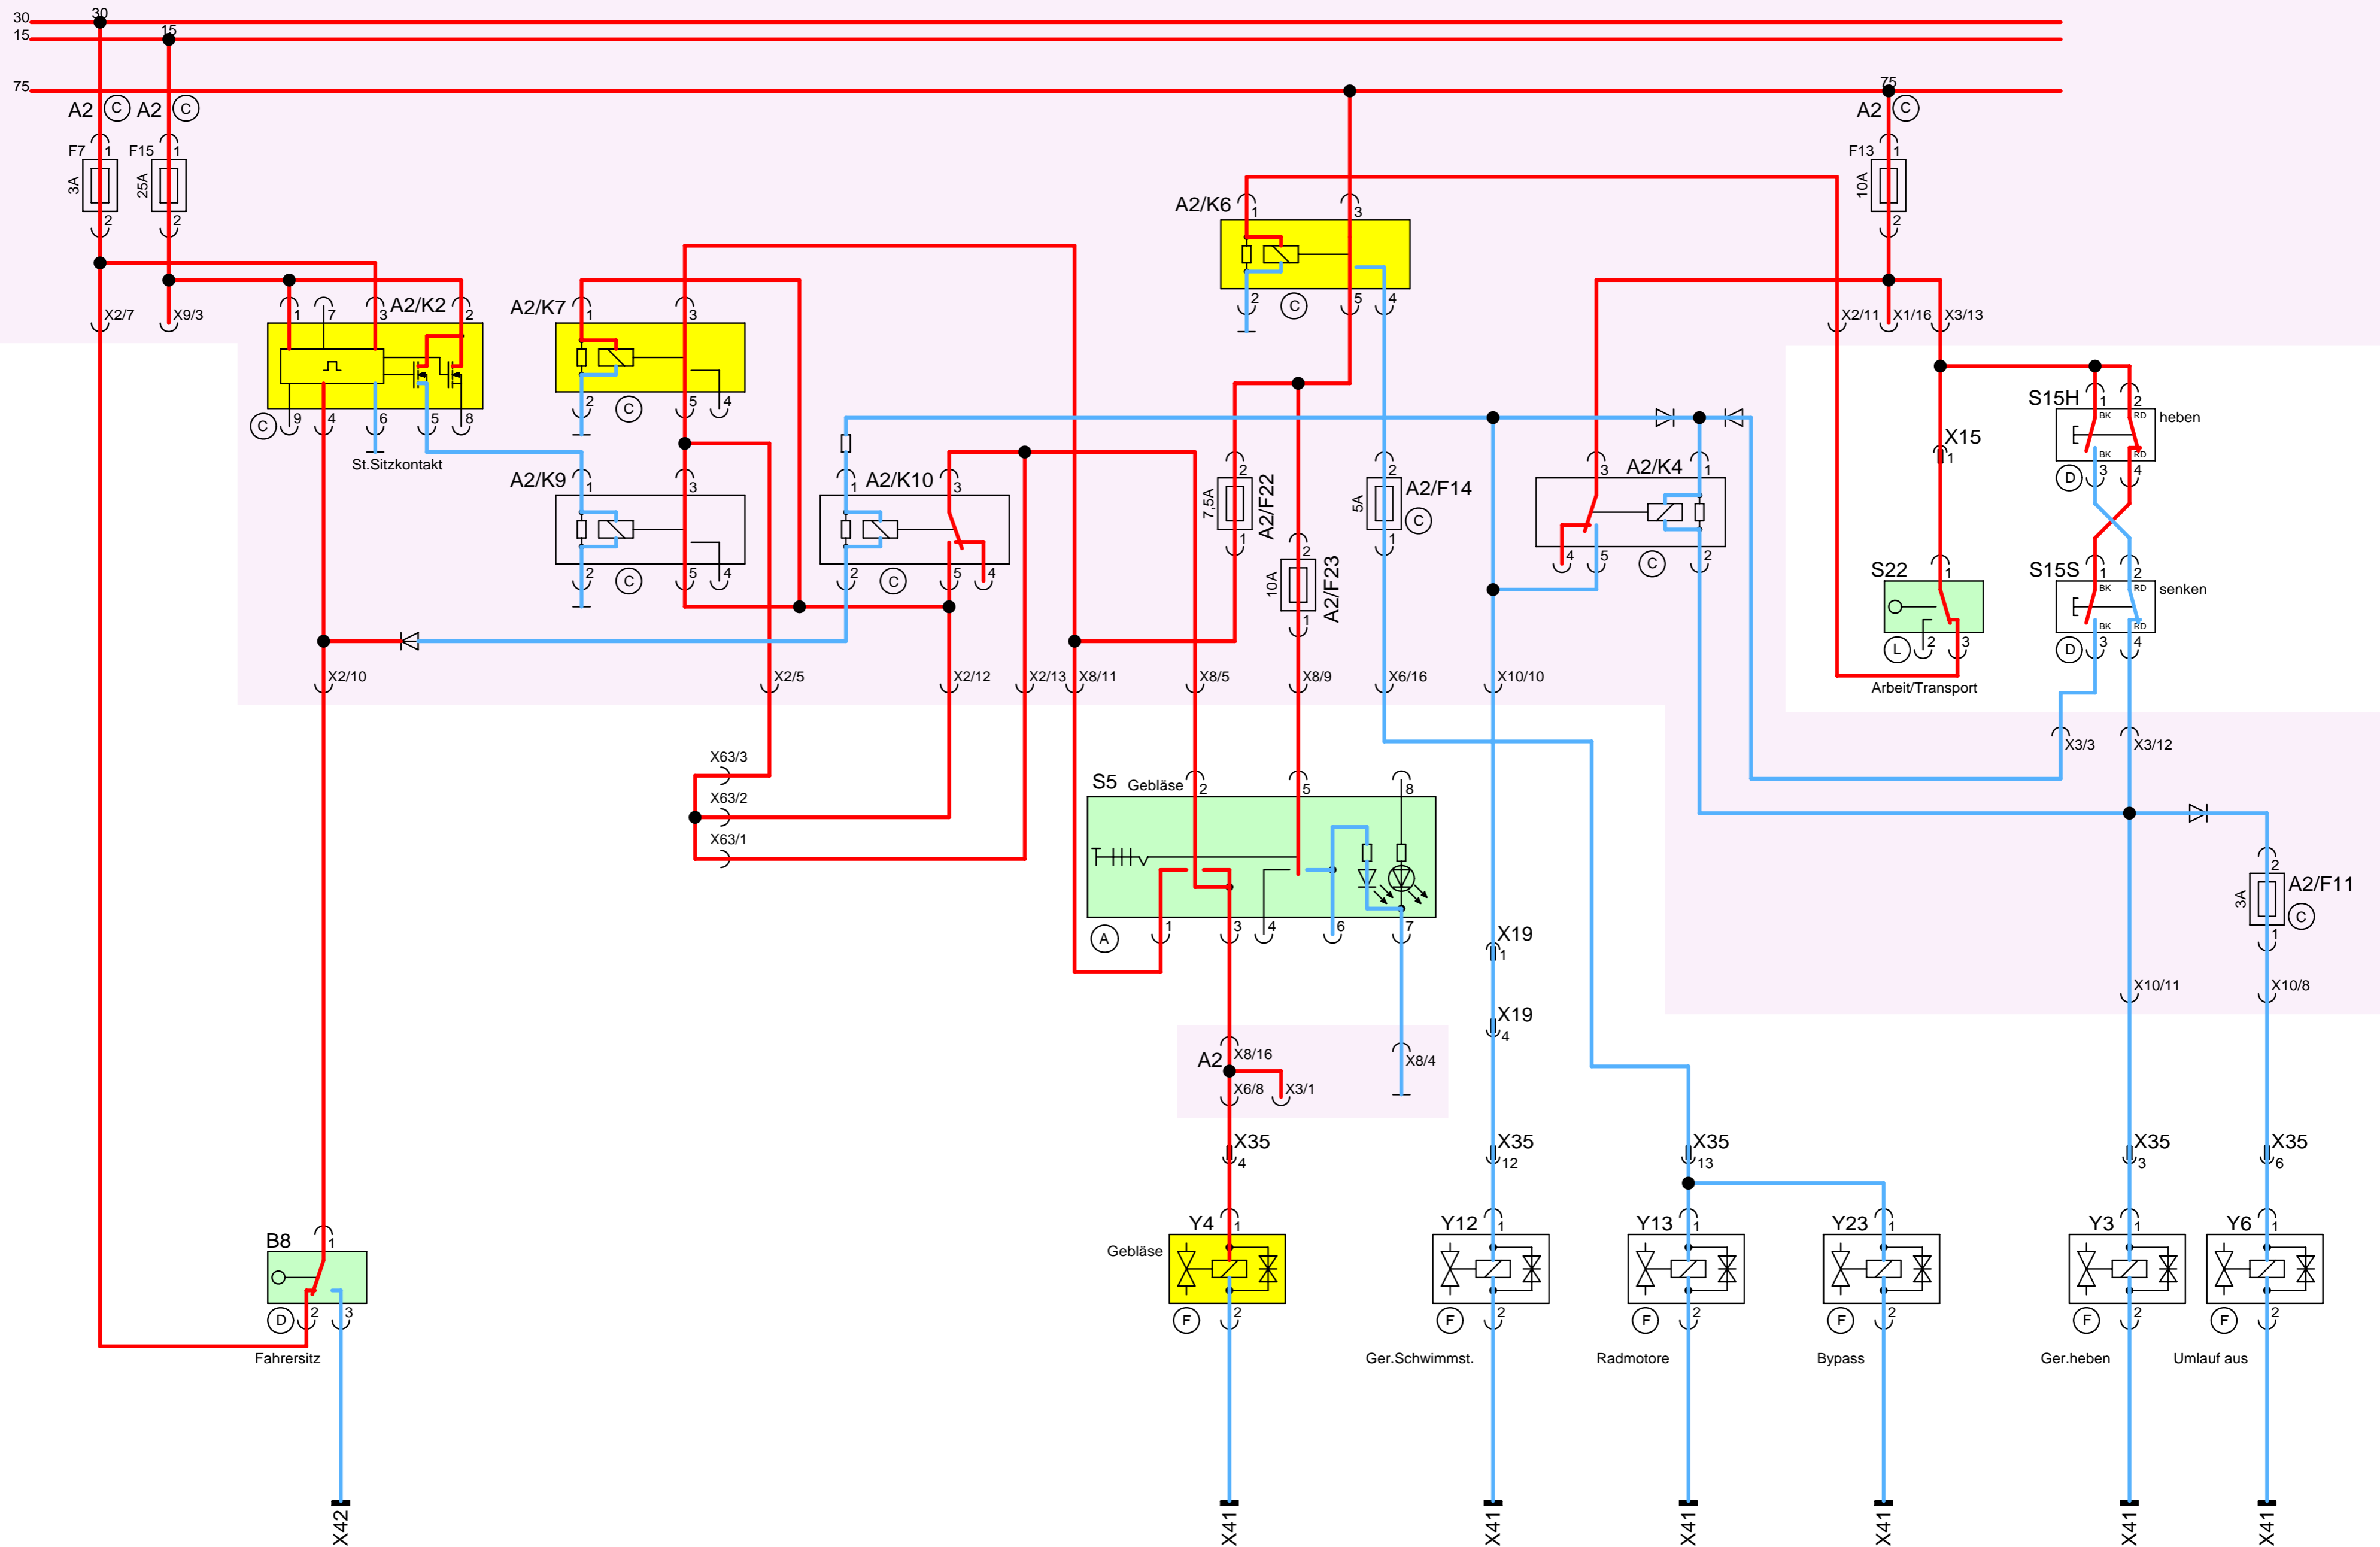 30
30
15
15
75
75
A2 C
A2 C
A2 C
F7 1
3A
2
F15 1
25A
2
F13 1
10A
2
X2/7
X9/3
A2/K2
1 7 3 2
C 9 4 6 5 8
St.Sitzkontakt
A2/K7
1 3
2 C 5 4
A2/K9
1 3
2 C 5 4
A2/K10
1 3
2 C 5 4
A2/K6
1 3
2 C 5 4
2
7,5A
A2/F22
1
2
10A
A2/F23
1
2
5A
A2/F14
C
1
A2/K4
3 1
4 5 C 2
X2/11
X1/16
X3/13
X15
1
S15H
1 2
BK RD
heben
BK RD
D 3 4
S22
1
L 2 3
Arbeit/Transport
S15S
1 2
BK RD
senken
BK RD
D 3 4
X2/10
X2/5
X2/12
X2/13
X8/11
X8/5
X8/9
X6/16
X10/10
X3/3
X3/12
X63/3
X63/2
X63/1
S5 Gebläse
2 5 8
A 1 3 4 6 7
2
3A
A2/F11
C
1
X19
1
X19
4
X10/11
X10/8
A2
X8/16
X6/8
X3/1
X8/4
X35
4
X35
12
X35
13
X35
3
X35
6
B8
1
D 2 3
Fahrersitz
Gebläse
Y4
1
F 2
Y12
1
F 2
Ger.Schwimmst.
Y13
1
F 2
Radmotore
Y23
1
F 2
Bypass
Y3
1
F 2
Ger.heben
Y6
1
F 2
Umlauf aus
X42
X41
X41
X41
X41
X41
X41